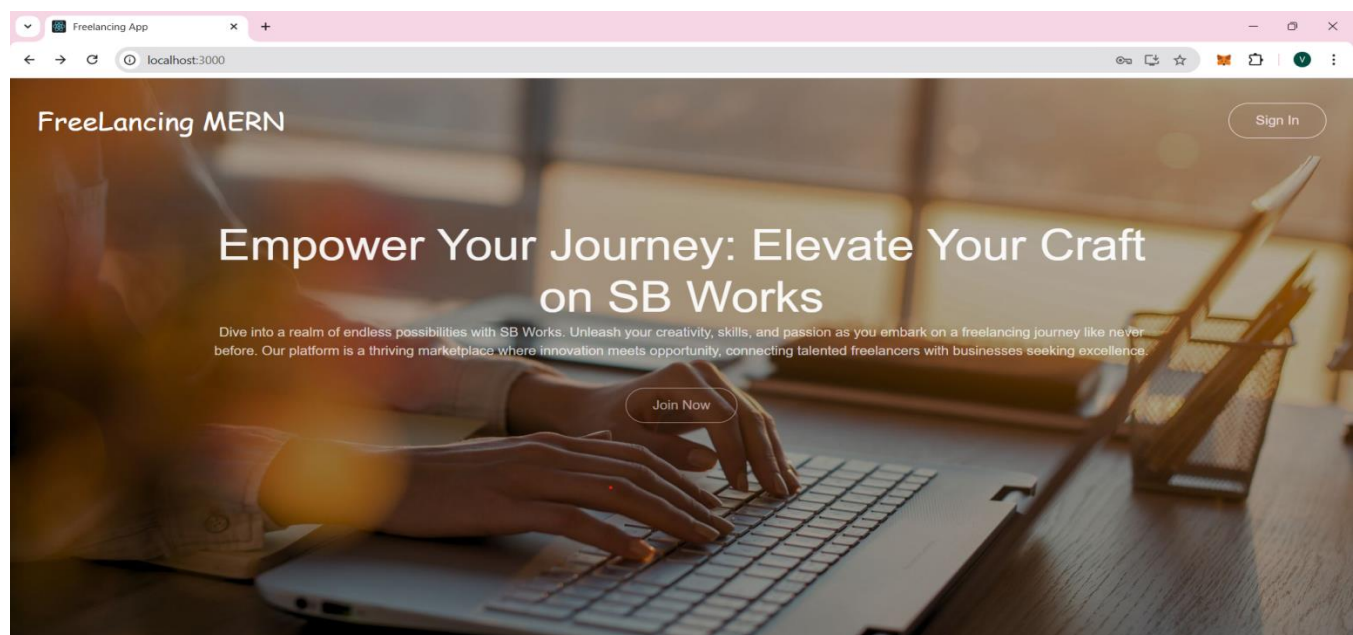 Freelancing App
localhost:3000
V
FreeLancing MERN
Sign In
Empower Your Journey: Elevate Your Craft
on SB Works
Dive into a realm of endless possibilities with SB Works. Unleash your creativity, skills, and passion as you embark on a freelancing journey like never
before. Our platform is a thriving marketplace where innovation meets opportunity, connecting talented freelancers with businesses seeking excellence.
Join Now